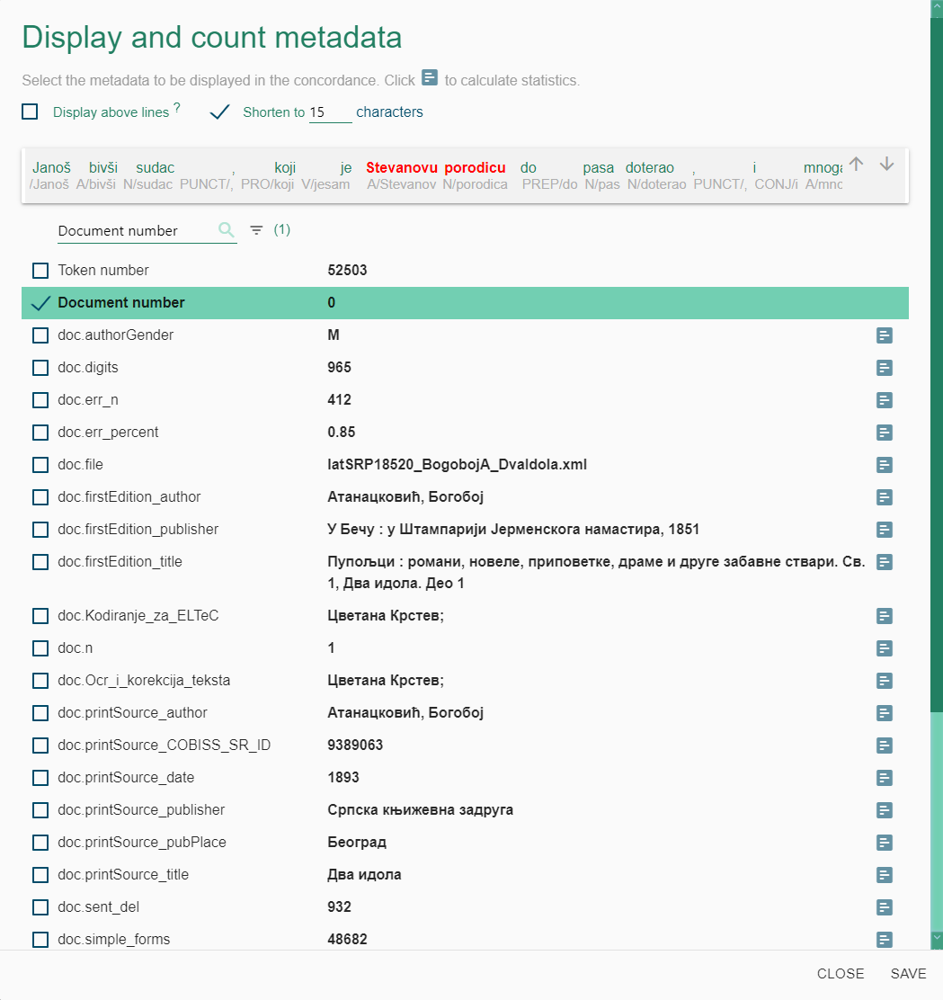 Display and count metadata
Select the metadata to be displayed in the concordance. Click to calculate statistics.
Display above lines ? Shorten to 15 characters
Janoš bivši sudac , koji je Stevanovu porodicu do pasa doterao , i mnoga
/Janoš A/bivši N/sudac PUNCT/, PRO/koji V/jesam A/Stevanov N/porodica PREP/do N/pas N/doterao PUNCT/, CONJ/i A/mno
Document number (1)
Token number 52503
Document number 0
doc.authorGender M
doc.digits 965
doc.err_n 412
doc.err_percent 0.85
doc.file latSRP18520_BogobojA_Dvaldola.xml
doc.firstEdition_author Атанацковић, Богобој
doc.firstEdition_publisher У Бечу : у Штампарији Јерменскога намастира, 1851
doc.firstEdition_title Пупољци : романи, новеле, приповетке, драме и друге забавне ствари. Св.
1, Два идола. Део 1
doc.Kodiranje_za_ELTeC Цветана Крстев;
doc.n 1
doc.Ocr_i_korekcija_teksta Цветана Крстев;
doc.printSource_author Атанацковић, Богобој
doc.printSource_COBISS_SR_ID 9389063
doc.printSource_date 1893
doc.printSource_publisher Српска књижевна задруга
doc.printSource_pubPlace Београд
doc.printSource_title Два идола
doc.sent_del 932
doc.simple_forms 48682
CLOSE SAVE